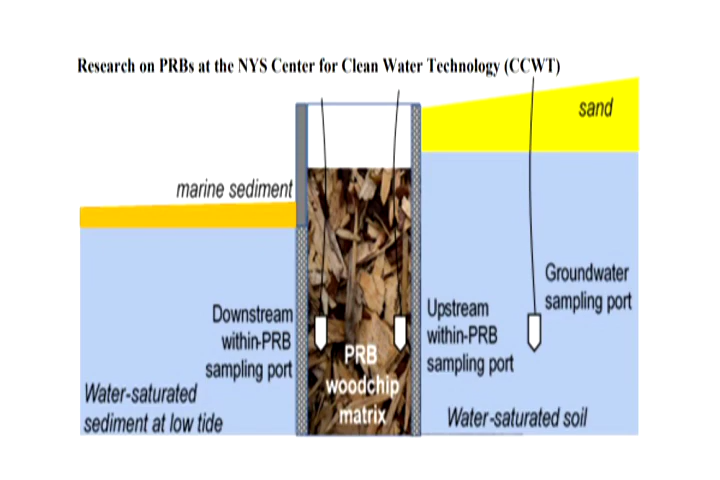 Research on PRBs at the NYS Center for Clean Water Technology (CCWT)
sand
marine sediment
Groundwater
sampling port
Downstream
within-PRB
sampling port
Upstream
within-PRB
sampling port
PRB
woodchip
matrix
Water-saturated
sediment at low tide
Water-saturated soil